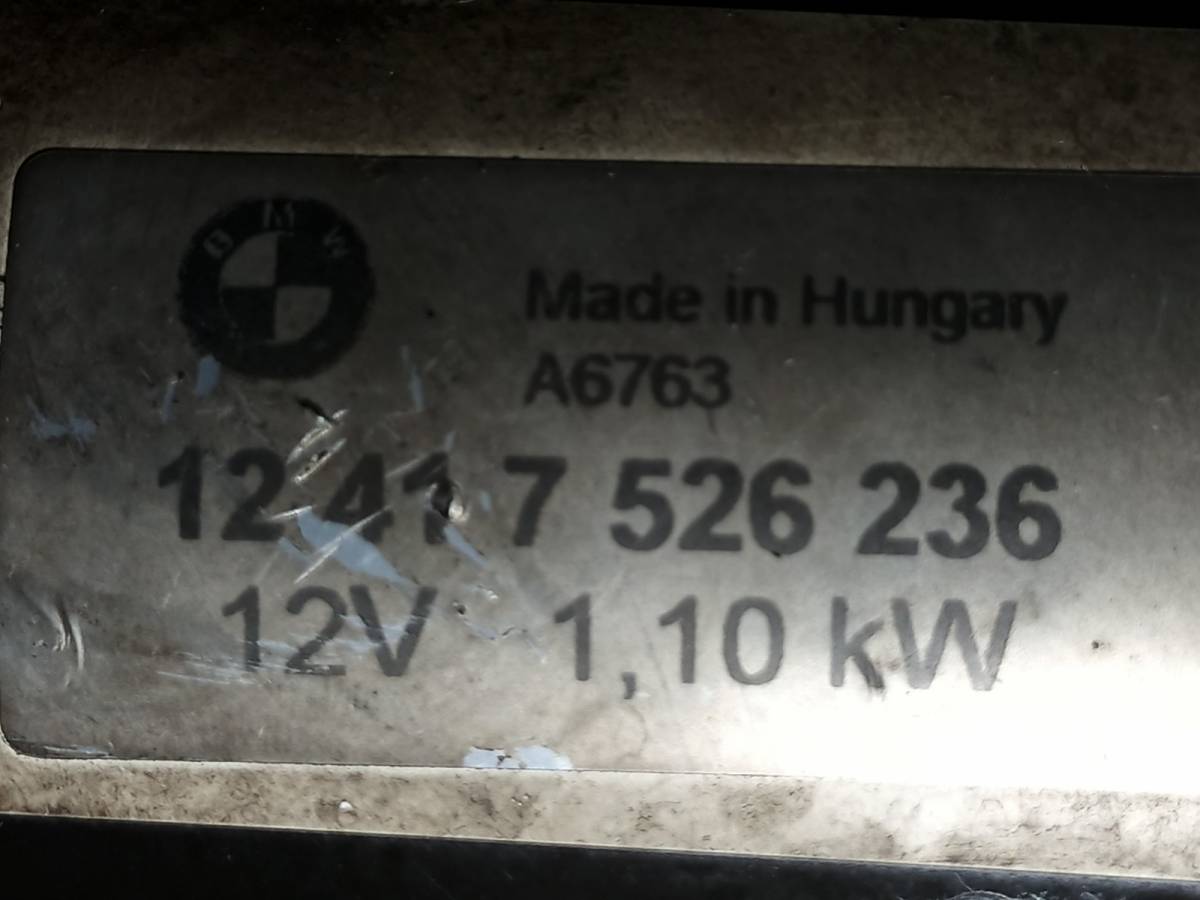 BMW
Made in Hungary
A6763
12 41 7 526 236
12V 1,10 kW